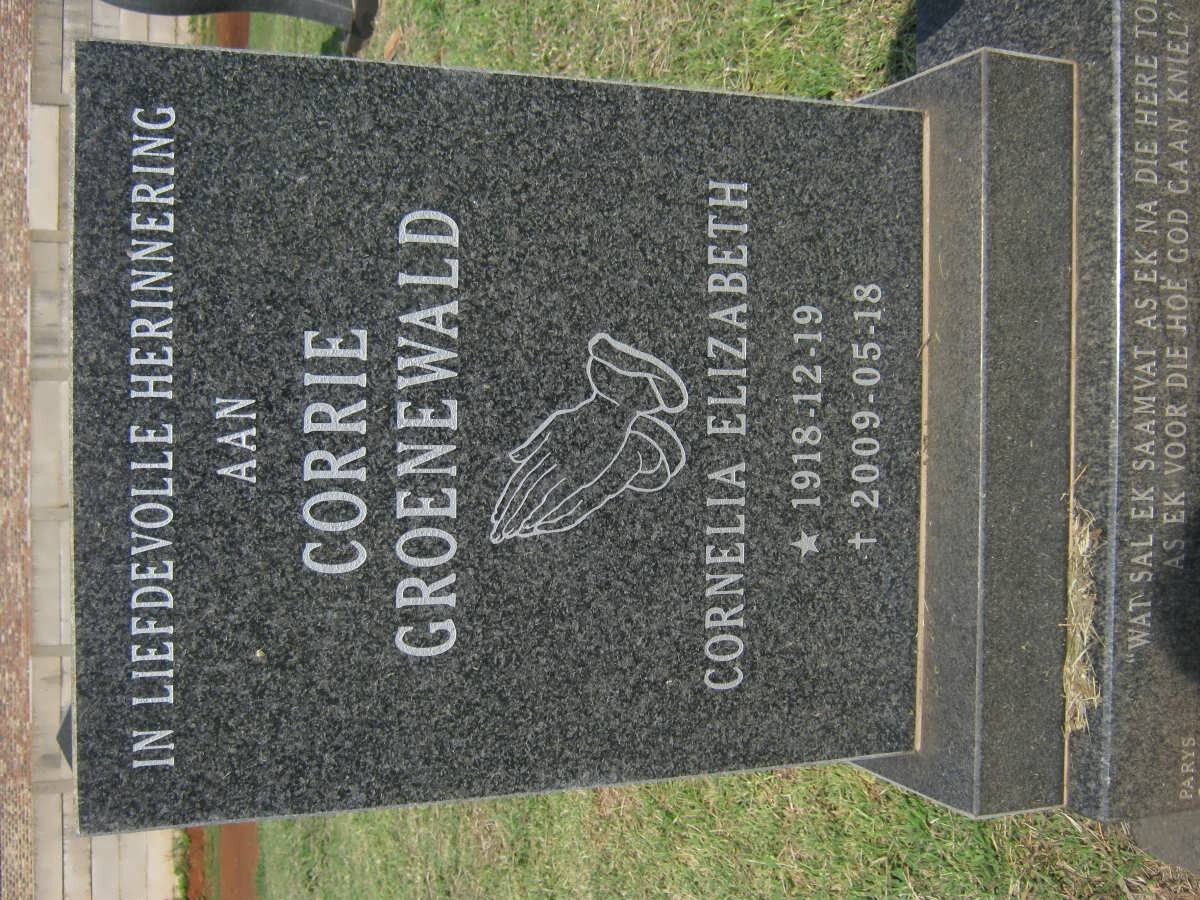 IN LIEFDEVOLLE HERINNERING
AAN
CORRIE
GROENEWALD
CORNELIA ELIZABETH
★ 1918-12-19
✝ 2009-05-18
"WAT SAL EK SAAMVAT AS EK NA DIE HERE
AS EK VOOR DIE HOË GOD GAAN KNIEL?"
PARYS